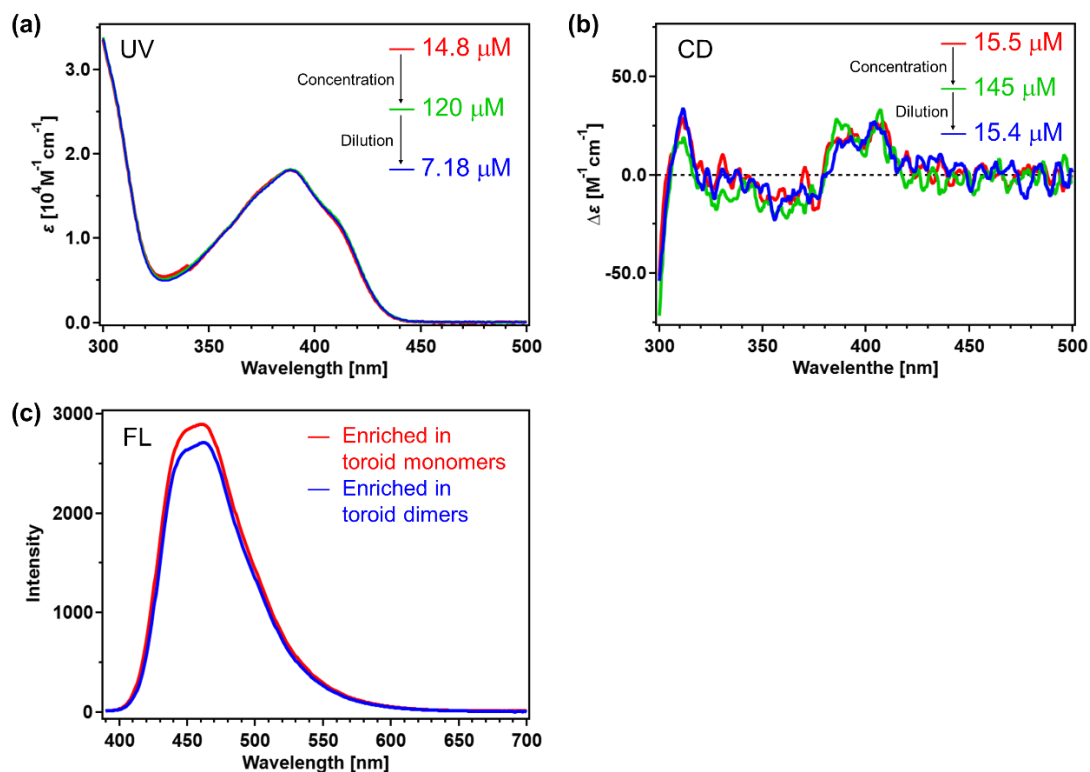 (a)
UV
14.8 μM
Concentration
120 μM
Dilution
7.18 μM
3.0
2.0
1.0
0.0
ε [10⁴M⁻¹ cm⁻¹]
300
350
400
450
500
Wavelength [nm]
(b)
CD
15.5 μM
Concentration
145 μM
Dilution
15.4 μM
50.0
0.0
-50.0
Δε [M⁻¹ cm⁻¹]
300
350
400
450
500
Wavelenthe [nm]
(c)
FL
Enriched in
toroid monomers
Enriched in
toroid dimers
3000
2000
1000
0
Intensity
400
450
500
550
600
650
700
Wavelength [nm]